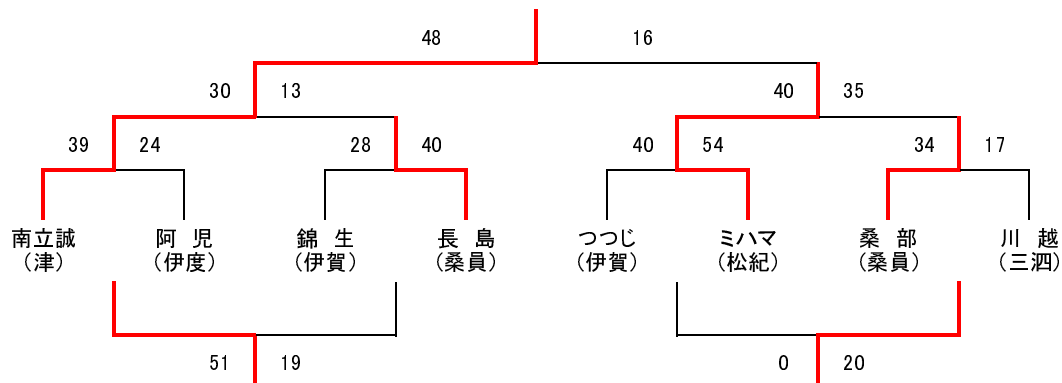 48 16
30 13 40 35
39 24 28 40 40 54 34 17
南立誠 阿児 錦生 長島 つつじ ミハマ 桑部 川越
(津) (伊度) (伊賀) (桑員) (伊賀) (松紀) (桑員) (三泗)
51 19 0 20